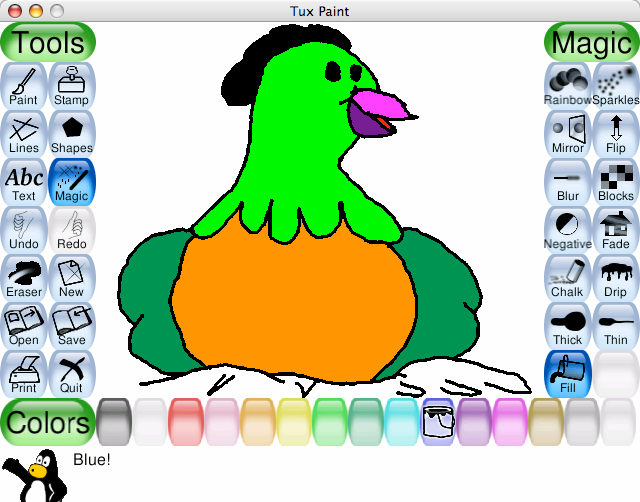 Tux Paint
Tools
Magic
Paint
Stamp
Rainbow
Sparkles
Lines
Shapes
Mirror
Flip
Abc
Text
Magic
Blur
Blocks
Undo
Redo
Negative
Fade
Eraser
New
Chalk
Drip
Open
Save
Thick
Thin
Print
Quit
Fill
Colors
Blue!